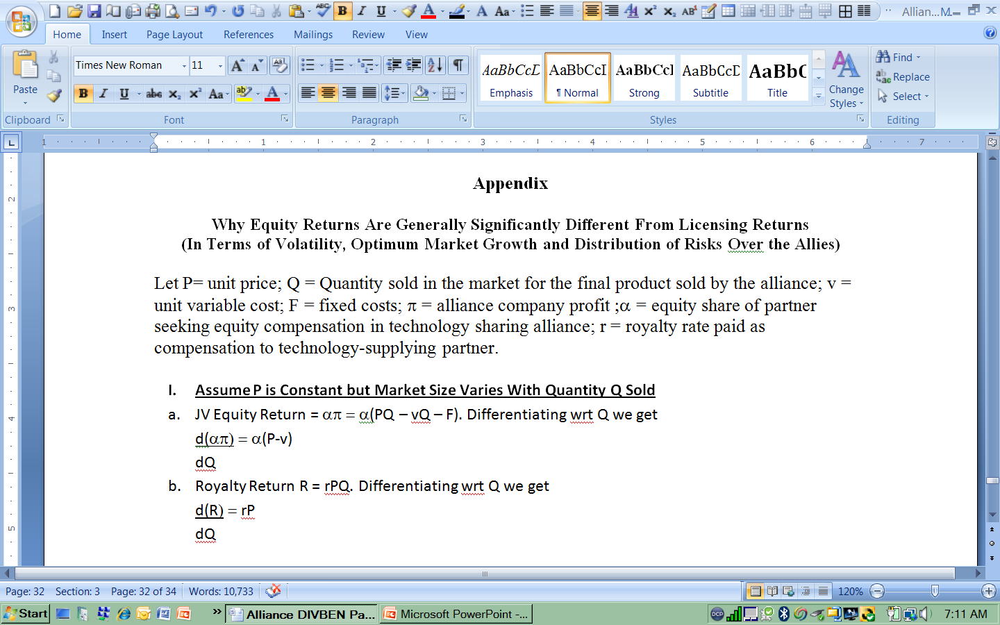 Allian...M...
Home Insert Page Layout References Mailings Review View
Paste
Times New Roman 11
AaBbCcD AaBbCcI AaBbCcI AaBbCcD AaBbC
Emphasis ¶ Normal Strong Subtitle Title
Change Styles
Find
Replace
Select
Clipboard Font Paragraph Styles Editing
1 1 2 3 4 5 6 7
Appendix
Why Equity Returns Are Generally Significantly Different From Licensing Returns
(In Terms of Volatility, Optimum Market Growth and Distribution of Risks Over the Allies)
Let P= unit price; Q = Quantity sold in the market for the final product sold by the alliance; v =
unit variable cost; F = fixed costs; π = alliance company profit ;α = equity share of partner
seeking equity compensation in technology sharing alliance; r = royalty rate paid as
compensation to technology-supplying partner.
I. Assume P is Constant but Market Size Varies With Quantity Q Sold
a. JV Equity Return = απ = α(PQ – vQ – F). Differentiating wrt Q we get
d(απ) = α(P-v)
dQ
b. Royalty Return R = rPQ. Differentiating wrt Q we get
d(R) = rP
dQ
2
3
4
5
Page: 32 Section: 3 Page: 32 of 34 Words: 10,733 120%
Start » Alliance DIVBEN Pa... Microsoft PowerPoint -... DCP 7:11 AM